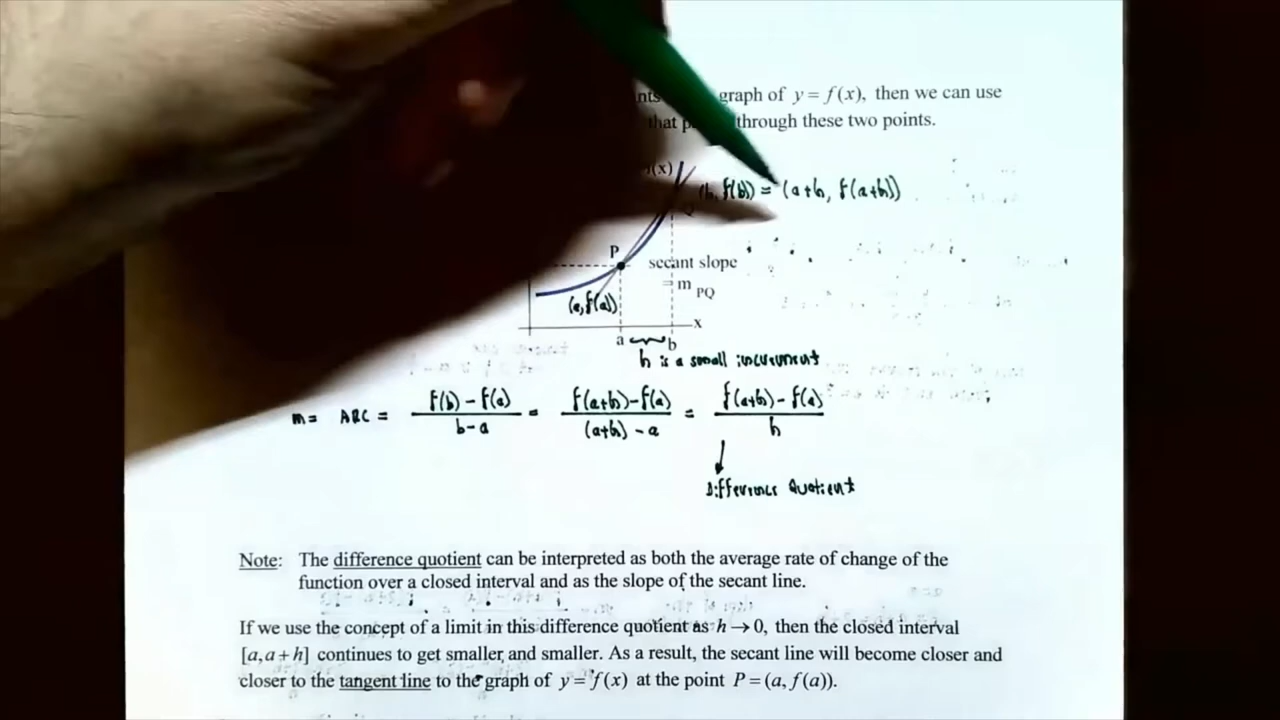 graph of y = f(x), then we can use
through these two points.
f(b)) = (a+h, f(a+h))
P
secant slope
= m PQ
(a, f(a))
x
a b
h is a small increment
m = ARC = f(b) - f(a) / b-a = f(a+h)-f(a) / (a+h) - a = f(a+h) - f(a) / h
↓
Difference Quotient
Note: The difference quotient can be interpreted as both the average rate of change of the
function over a closed interval and as the slope of the secant line.
If we use the concept of a limit in this difference quotient as h → 0, then the closed interval
[a, a + h] continues to get smaller and smaller. As a result, the secant line will become closer and
closer to the tangent line to the graph of y = f(x) at the point P = (a, f(a)).